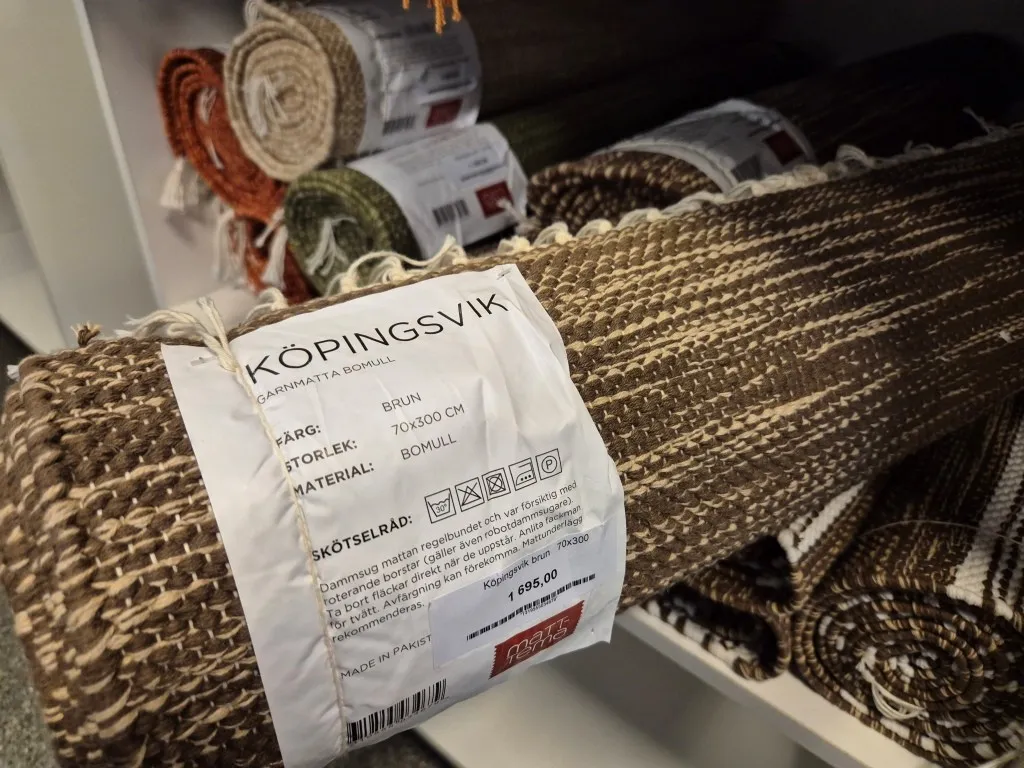 KÖPINGSVIK
GARNMATTA BOMULL
FÄRG: BRUN
STORLEK: 70x300 CM
MATERIAL: BOMULL
SKÖTSELRÅD: 30°
P
Dammsug mattan regelbundet och var försiktig med
roterande borstar (gäller även robotdammsugare).
Ta bort fläckar direkt när de uppstår. Anlita fackman
för tvätt. Avfärgning kan förekomma. Mattunderlägg
rekommenderas.
Köpingsvik brun 70x300
1 695,00
MADE IN PAKIST
MATT-
REMA